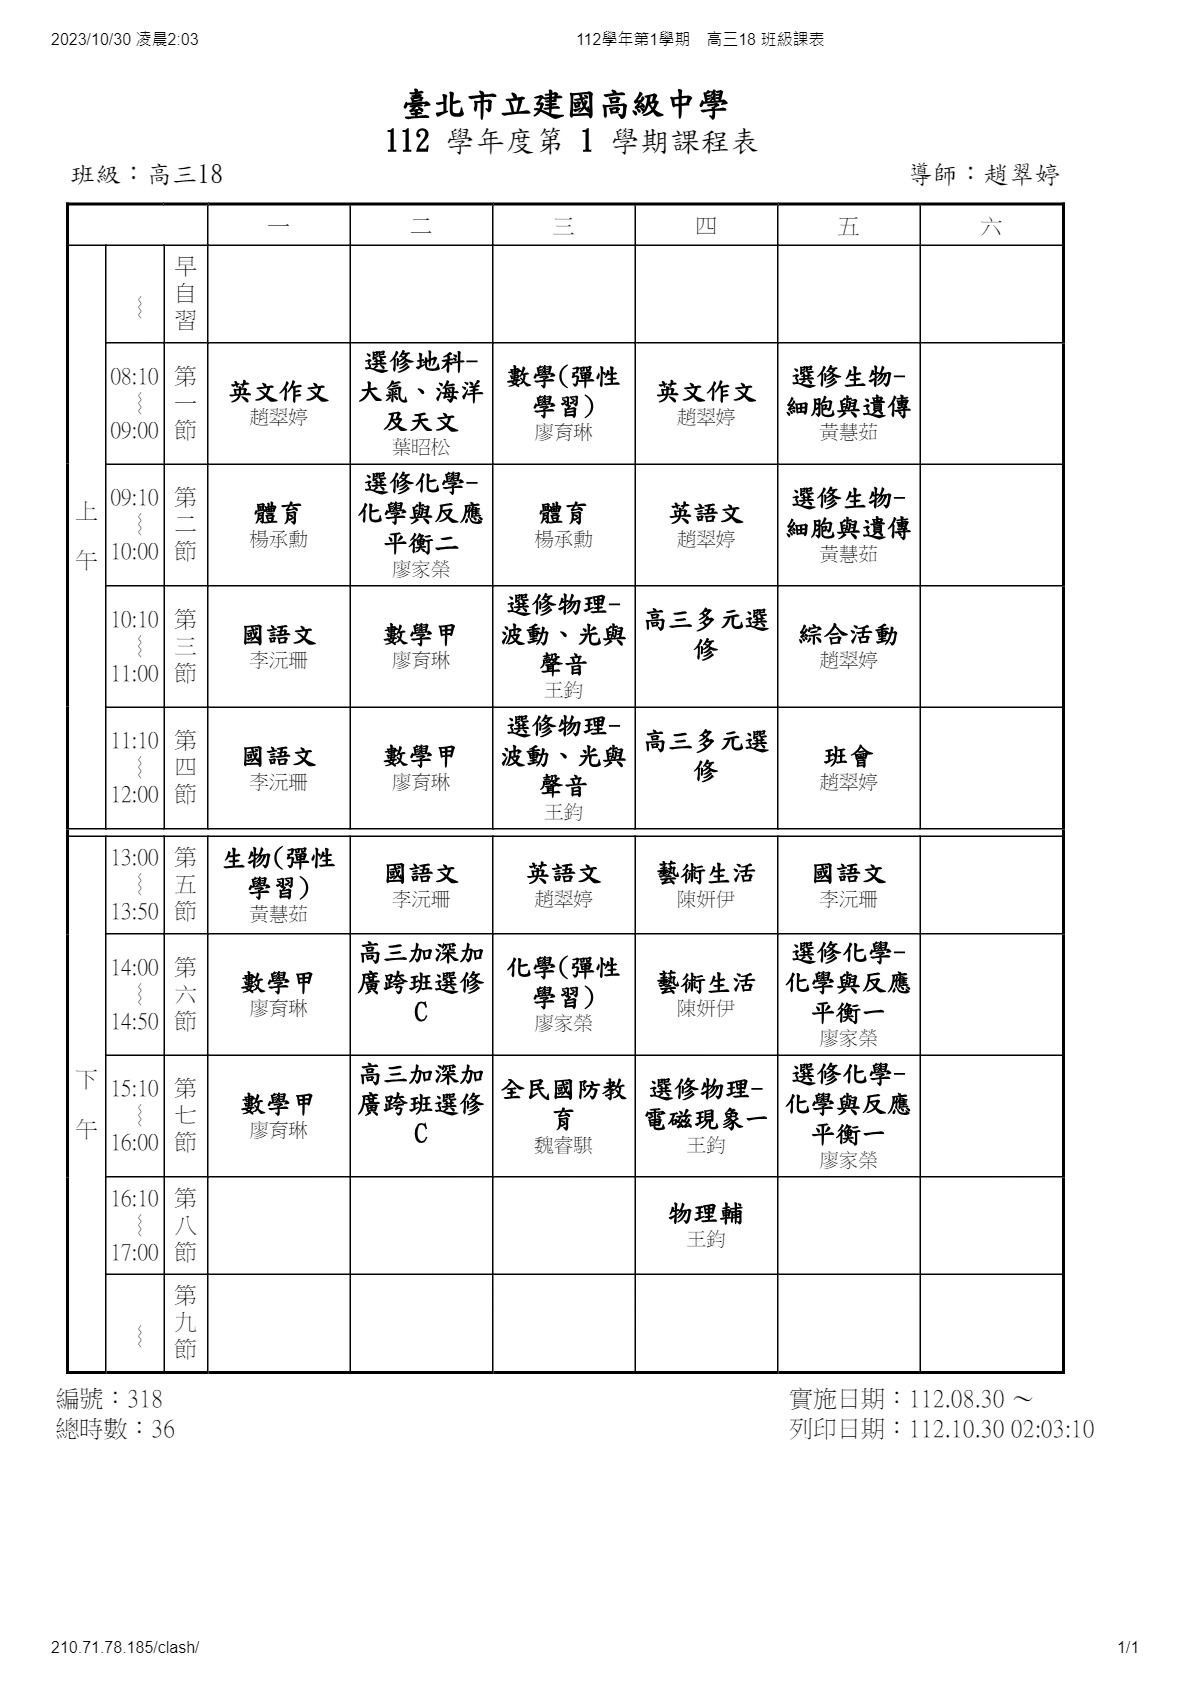 2023/10/30 凌晨2:03
112學年第1學期 高三18 班級課表
臺北市立建國高級中學
112 學年度第 1 學期課程表
班級：高三18
導師：趙翠婷
一 二 三 四 五 六
上午
～
早自習
08:10
～
09:00
第一節
英文作文
趙翠婷
選修地科-
大氣、海洋
及天文
葉昭松
數學(彈性
學習)
廖育琳
英文作文
趙翠婷
選修生物-
細胞與遺傳
黃慧茹
09:10
～
10:00
第二節
體育
楊承勳
選修化學-
化學與反應
平衡二
廖家榮
體育
楊承勳
英語文
趙翠婷
選修生物-
細胞與遺傳
黃慧茹
10:10
～
11:00
第三節
國語文
李沅珊
數學甲
廖育琳
選修物理-
波動、光與
聲音
王鈞
高三多元選
修
綜合活動
趙翠婷
11:10
～
12:00
第四節
國語文
李沅珊
數學甲
廖育琳
選修物理-
波動、光與
聲音
王鈞
高三多元選
修
班會
趙翠婷
下午
13:00
～
13:50
第五節
生物(彈性
學習)
黃慧茹
國語文
李沅珊
英語文
趙翠婷
藝術生活
陳妍伊
國語文
李沅珊
14:00
～
14:50
第六節
數學甲
廖育琳
高三加深加
廣跨班選修
C
化學(彈性
學習)
廖家榮
藝術生活
陳妍伊
選修化學-
化學與反應
平衡一
廖家榮
15:10
～
16:00
第七節
數學甲
廖育琳
高三加深加
廣跨班選修
C
全民國防教
育
魏睿騏
選修物理-
電磁現象一
王鈞
選修化學-
化學與反應
平衡一
廖家榮
16:10
～
17:00
第八節
物理輔
王鈞
～
第九節
編號：318
實施日期：112.08.30 ～
總時數：36
列印日期：112.10.30 02:03:10
210.71.78.185/clash/
1/1